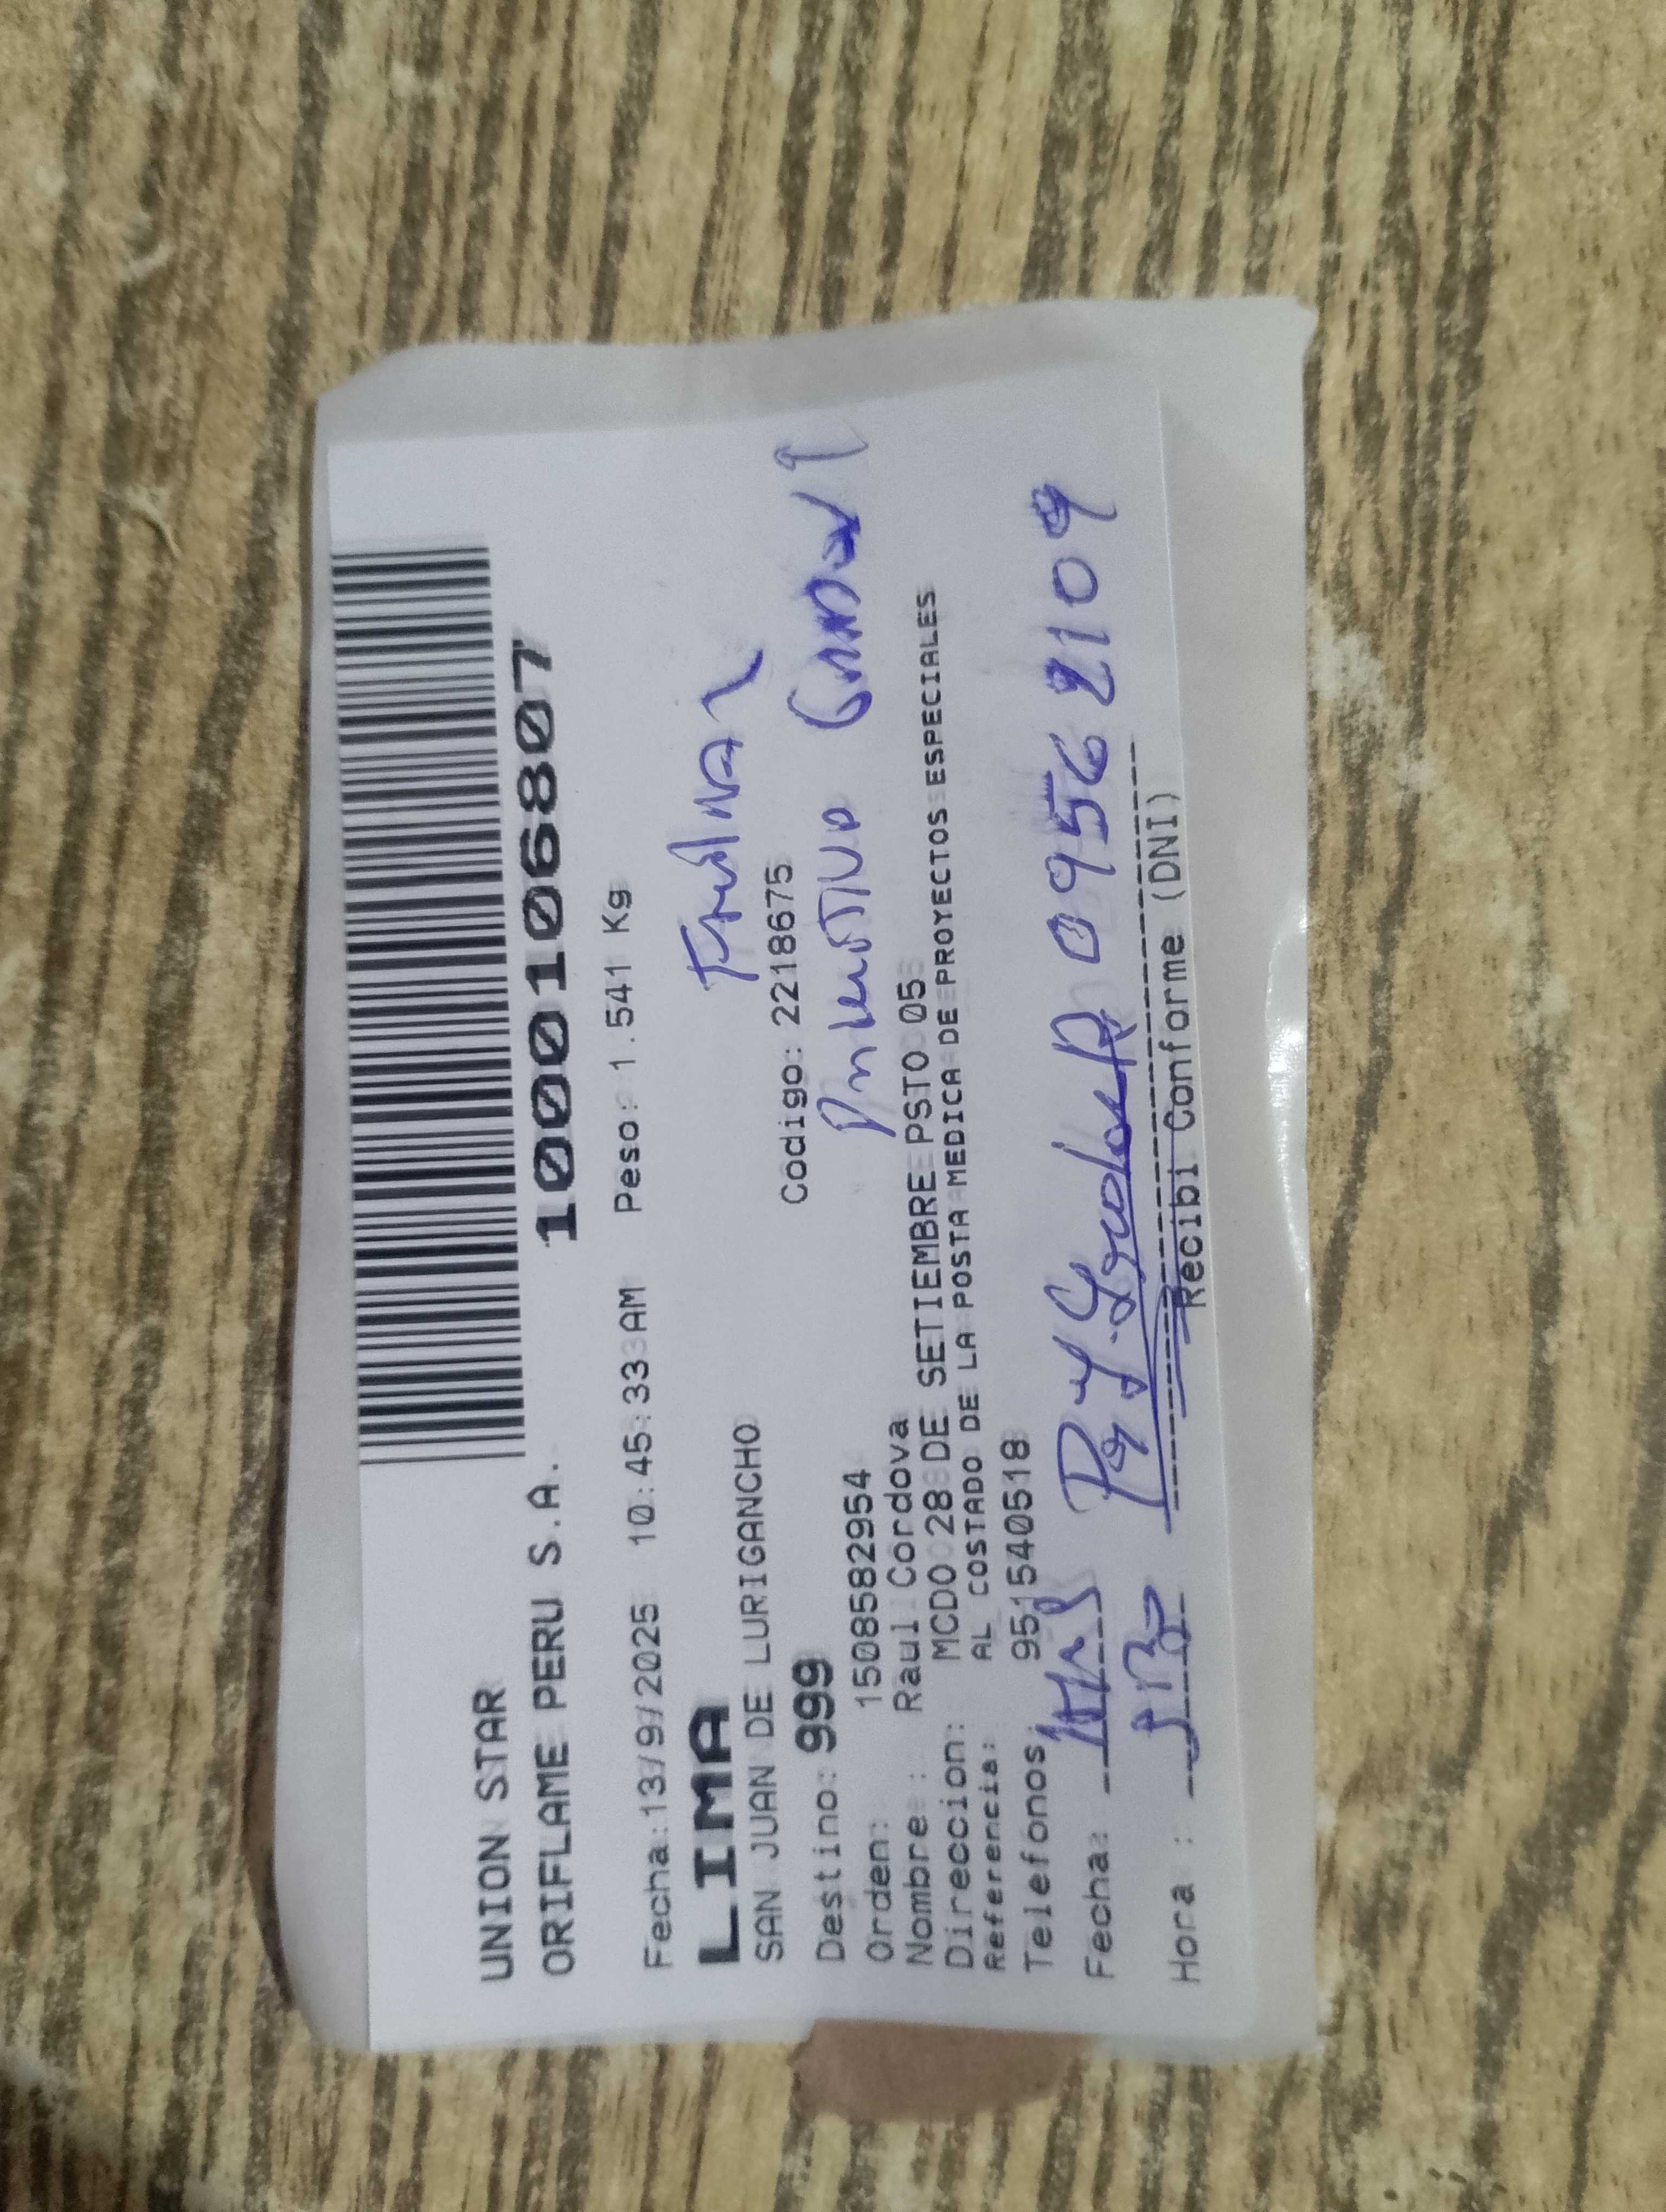 UNION STAR
ORIFLAME PERU S.A. 1000106807
Fecha:13/9/2025 10:45:33 AM Peso: 1.541 Kg
LIMA
SAN JUAN DE LURIGANCHO
Destino: 999 Codigo: 2218675
Orden: 1508582954
Nombre : Raul Cordova
Direccion: MCDO 28 DE SETIEMBRE PSTO 05
Referencia: AL COSTADO DE LA POSTA MEDICA DE PROYECTOS ESPECIALES
Telefonos: 951540518
Fecha: 09562109
Hora : Recibi Conforme (DNI)